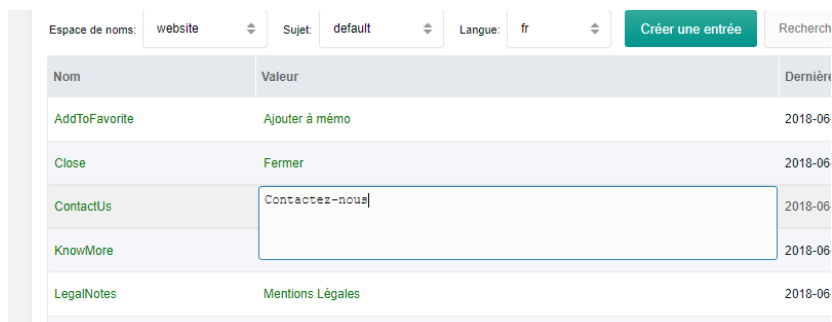 Espace de noms: website Sujet: default Langue: fr Créer une entrée Recherch
Nom Valeur Dernière
AddToFavorite Ajouter à mémo 2018-06-
Close Fermer 2018-06-
ContactUs Contactez-nous 2018-06-
KnowMore 2018-06-
LegalNotes Mentions Légales 2018-06-